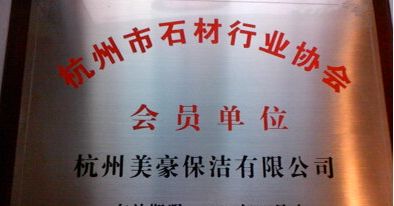 杭州市石材行业协会
会员单位
杭州美豪保洁有限公司